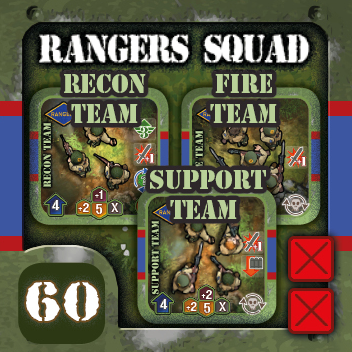 RANGERS SQUAD
RECON
TEAM
FIRE
TEAM
SUPPORT
TEAM
RECON TEAM
4
+1
+2 5 X
+1
SUPPORT TEAM
4
+2
+2 5 X
+1
60